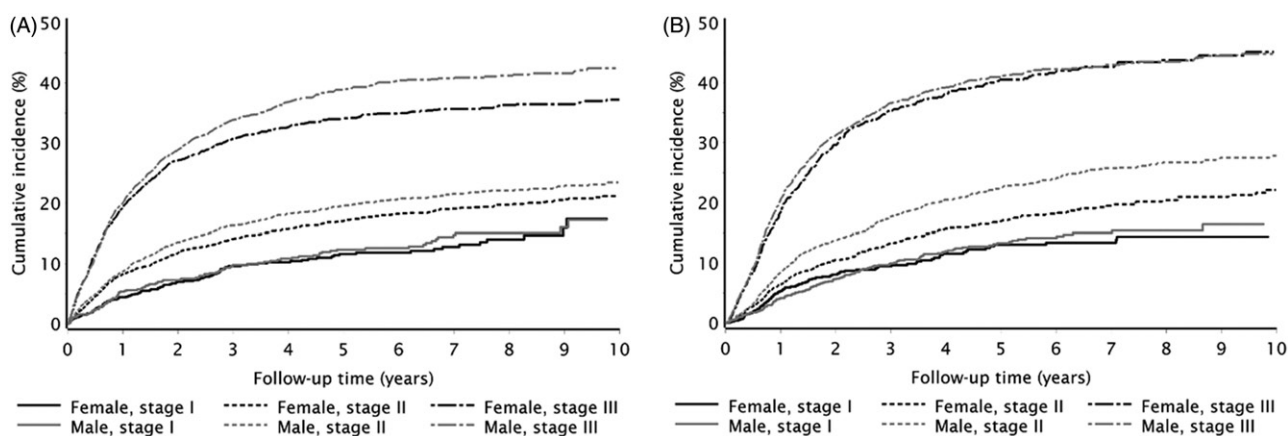 (A)
Cumulative incidence (%)
50
40
30
20
10
0
0 1 2 3 4 5 6 7 8 9 10
Follow-up time (years)
Female, stage I Female, stage II Female, stage III
Male, stage I Male, stage II Male, stage III
(B)
Cumulative incidence (%)
50
40
30
20
10
0
0 1 2 3 4 5 6 7 8 9 10
Follow-up time (years)
Female, stage I Female, stage II Female, stage III
Male, stage I Male, stage II Male, stage III